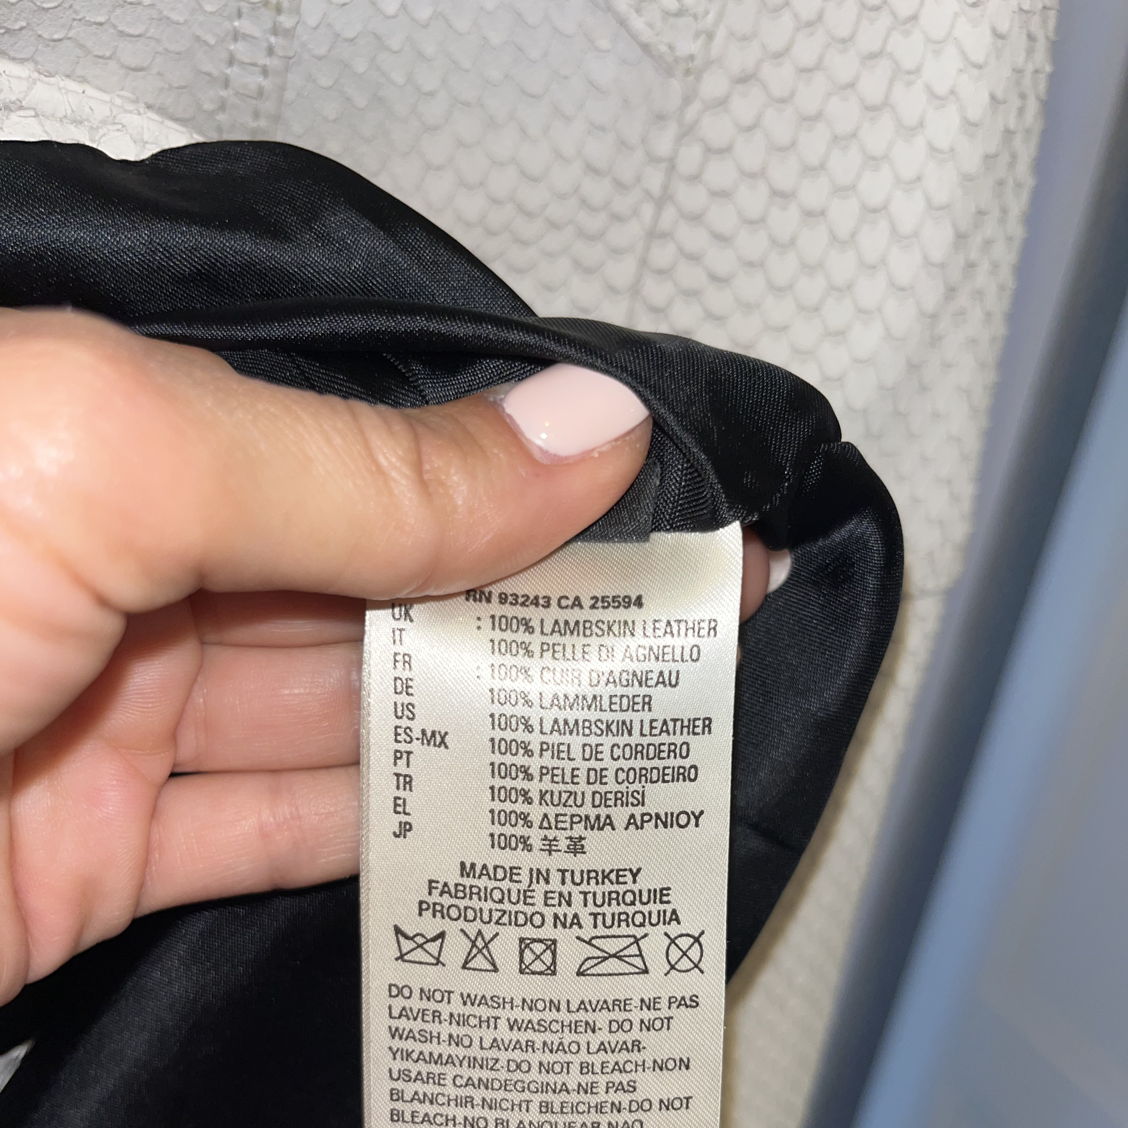 RN 93243 CA 25594
UK : 100% LAMBSKIN LEATHER
IT 100% PELLE DI AGNELLO
FR : 100% CUIR D'AGNEAU
DE 100% LAMMLEDER
US 100% LAMBSKIN LEATHER
ES-MX 100% PIEL DE CORDERO
PT 100% PELE DE CORDEIRO
TR 100% KUZU DERİSİ
EL 100% ΔΕΡΜΑ ΑΡΝΙΟΥ
JP 100% 羊革
MADE IN TURKEY
FABRIQUÉ EN TURQUIE
PRODUZIDO NA TURQUIA
DO NOT WASH-NON LAVARE-NE PAS
LAVER-NICHT WASCHEN- DO NOT
WASH-NO LAVAR-NÃO LAVAR-
YIKAMAYINIZ-DO NOT BLEACH-NON
USARE CANDEGGINA-NE PAS
BLANCHIR-NICHT BLEICHEN-DO NOT
BLEACH-NO BLANQUEAR-NÃO